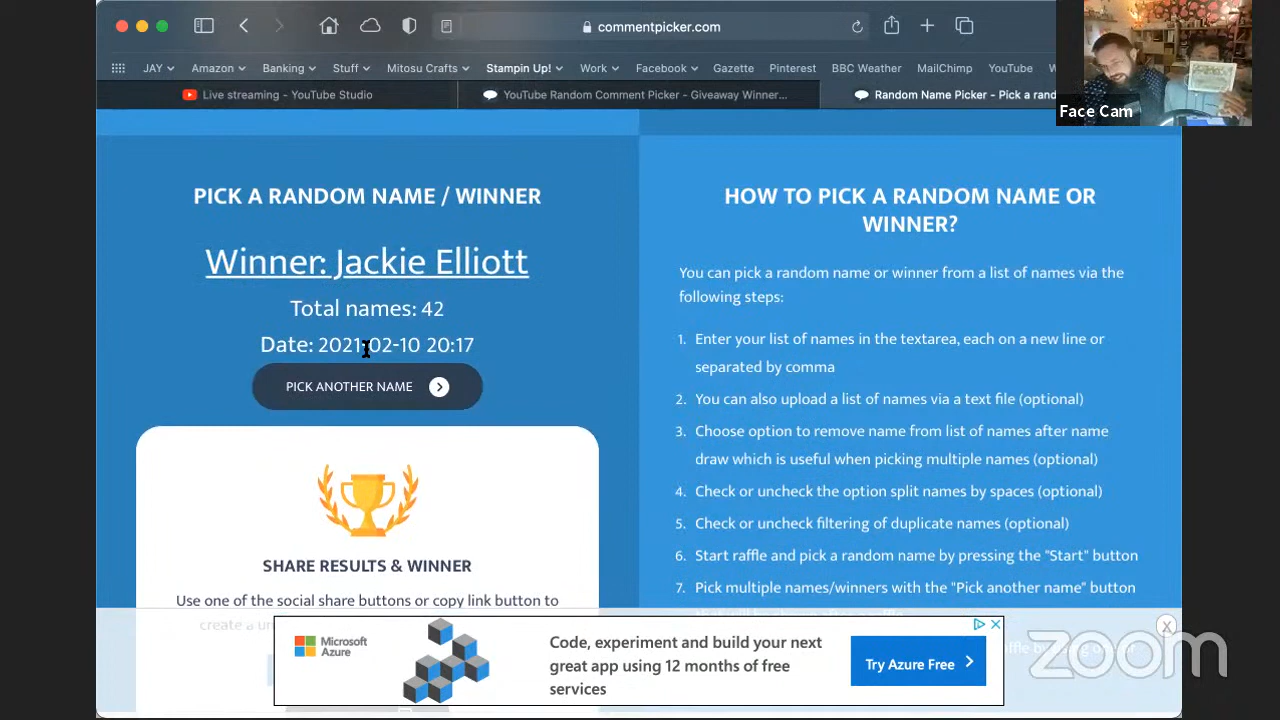 commentpicker.com
JAY
Amazon
Banking
Stuff
Mitosu Crafts
Stampin Up!
Work
Facebook
Gazette
Pinterest
BBC Weather
MailChimp
YouTube
Live streaming - YouTube Studio
YouTube Random Comment Picker - Giveaway Winner...
Random Name Picker - Pick a rand
Face Cam
PICK A RANDOM NAME / WINNER
Winner: Jackie Elliott
Total names: 42
Date: 2021-02-10 20:17
PICK ANOTHER NAME
SHARE RESULTS & WINNER
Use one of the social share buttons or copy link button to
create a u
HOW TO PICK A RANDOM NAME OR
WINNER?
You can pick a random name or winner from a list of names via the
following steps:
1. Enter your list of names in the textarea, each on a new line or
separated by comma
2. You can also upload a list of names via a text file (optional)
3. Choose option to remove name from list of names after name
draw which is useful when picking multiple names (optional)
4. Check or uncheck the option split names by spaces (optional)
5. Check or uncheck filtering of duplicate names (optional)
6. Start raffle and pick a random name by pressing the "Start" button
7. Pick multiple names/winners with the "Pick another name" button
Microsoft
Azure
Code, experiment and build your next
great app using 12 months of free
services
Try Azure Free
zoom